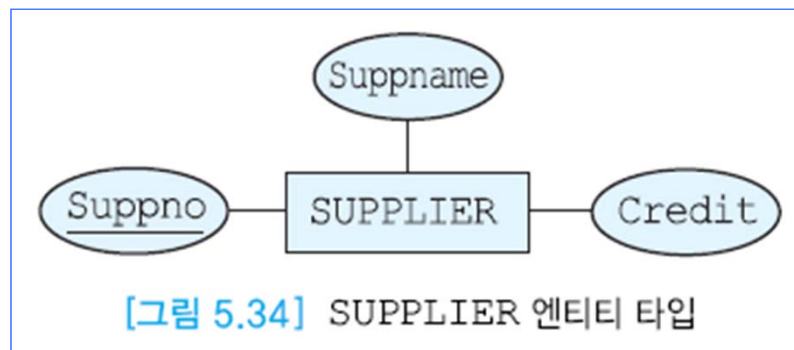 Suppname
Suppno SUPPLIER Credit
[그림 5.34] SUPPLIER 엔티티 타입